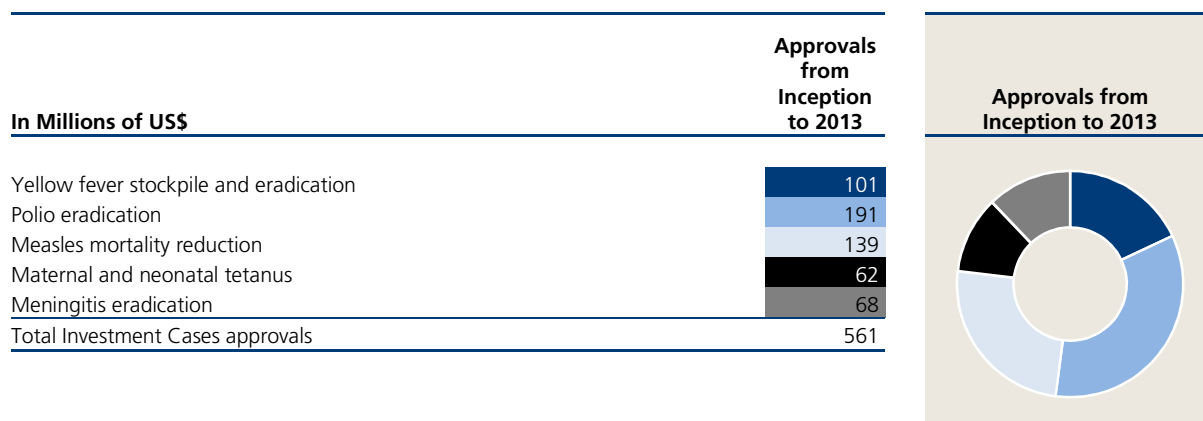 Approvals
from
Inception
In Millions of US$ to 2013
Yellow fever stockpile and eradication 101
Polio eradication 191
Measles mortality reduction 139
Maternal and neonatal tetanus 62
Meningitis eradication 68
Total Investment Cases approvals 561
Approvals from
Inception to 2013